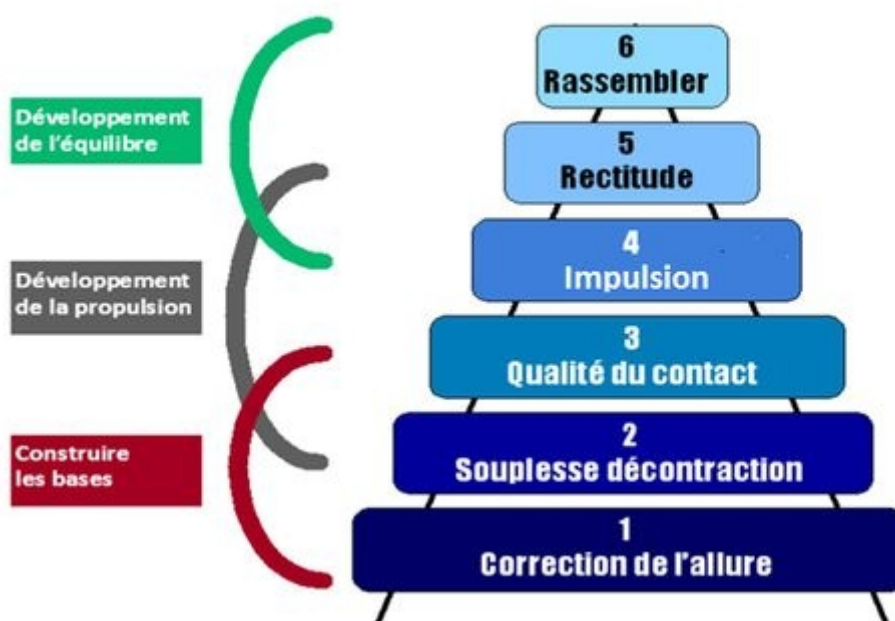 6
Rassembler
Développement
de l'équilibre
5
Rectitude
4
Impulsion
Développement
de la propulsion
3
Qualité du contact
2
Souplesse décontraction
Construire
les bases
1
Correction de l'allure